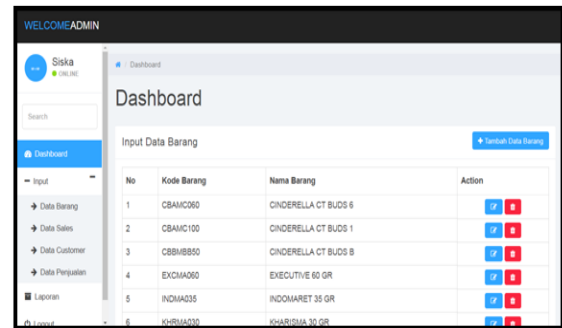 WELCOMEADMIN
Siska
ONLINE
Search
Dashboard
Input
Data Barang
Data Sales
Data Customer
Data Penjualan
Laporan
Logout
/ Dashboard
Dashboard
Input Data Barang
+ Tambah Data Barang
No Kode Barang Nama Barang Action
1 CBAMC060 CINDERELLA CT BUDS 6
2 CBAMC100 CINDERELLA CT BUDS 1
3 CBBMBB50 CINDERELLA CT BUDS B
4 EXCMA060 EXECUTIVE 60 GR
5 INDMA035 INDOMARET 35 GR
6 KHRMA030 KHARISMA 30 GR